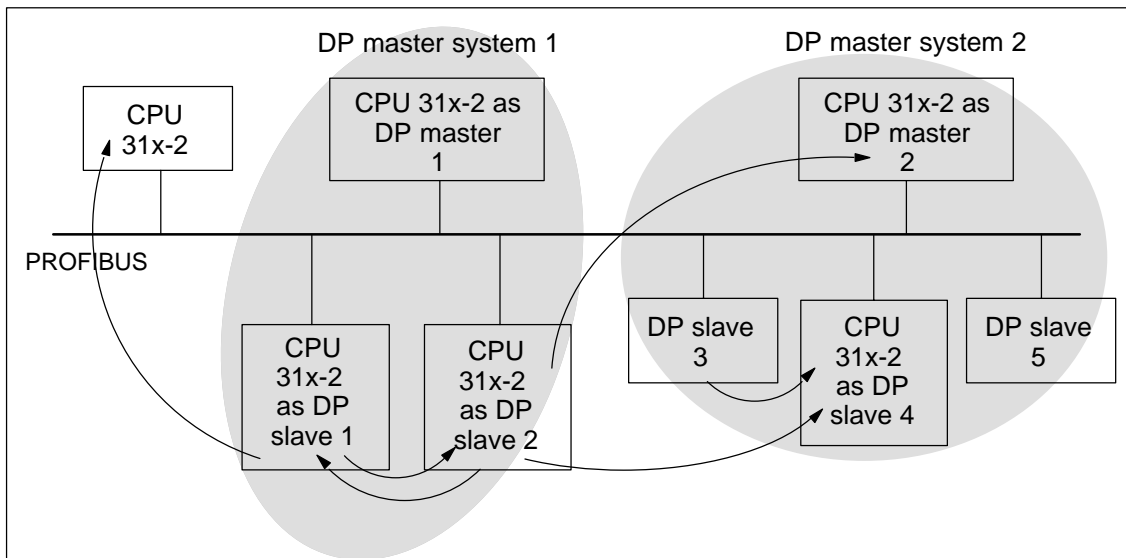 DP master system 1
DP master system 2
CPU
31x-2
CPU 31x-2 as
DP master
1
CPU 31x-2 as
DP master
2
PROFIBUS
CPU
31x-2
as DP
slave 1
CPU
31x-2
as DP
slave 2
DP slave
3
CPU
31x-2
as DP
slave 4
DP slave
5